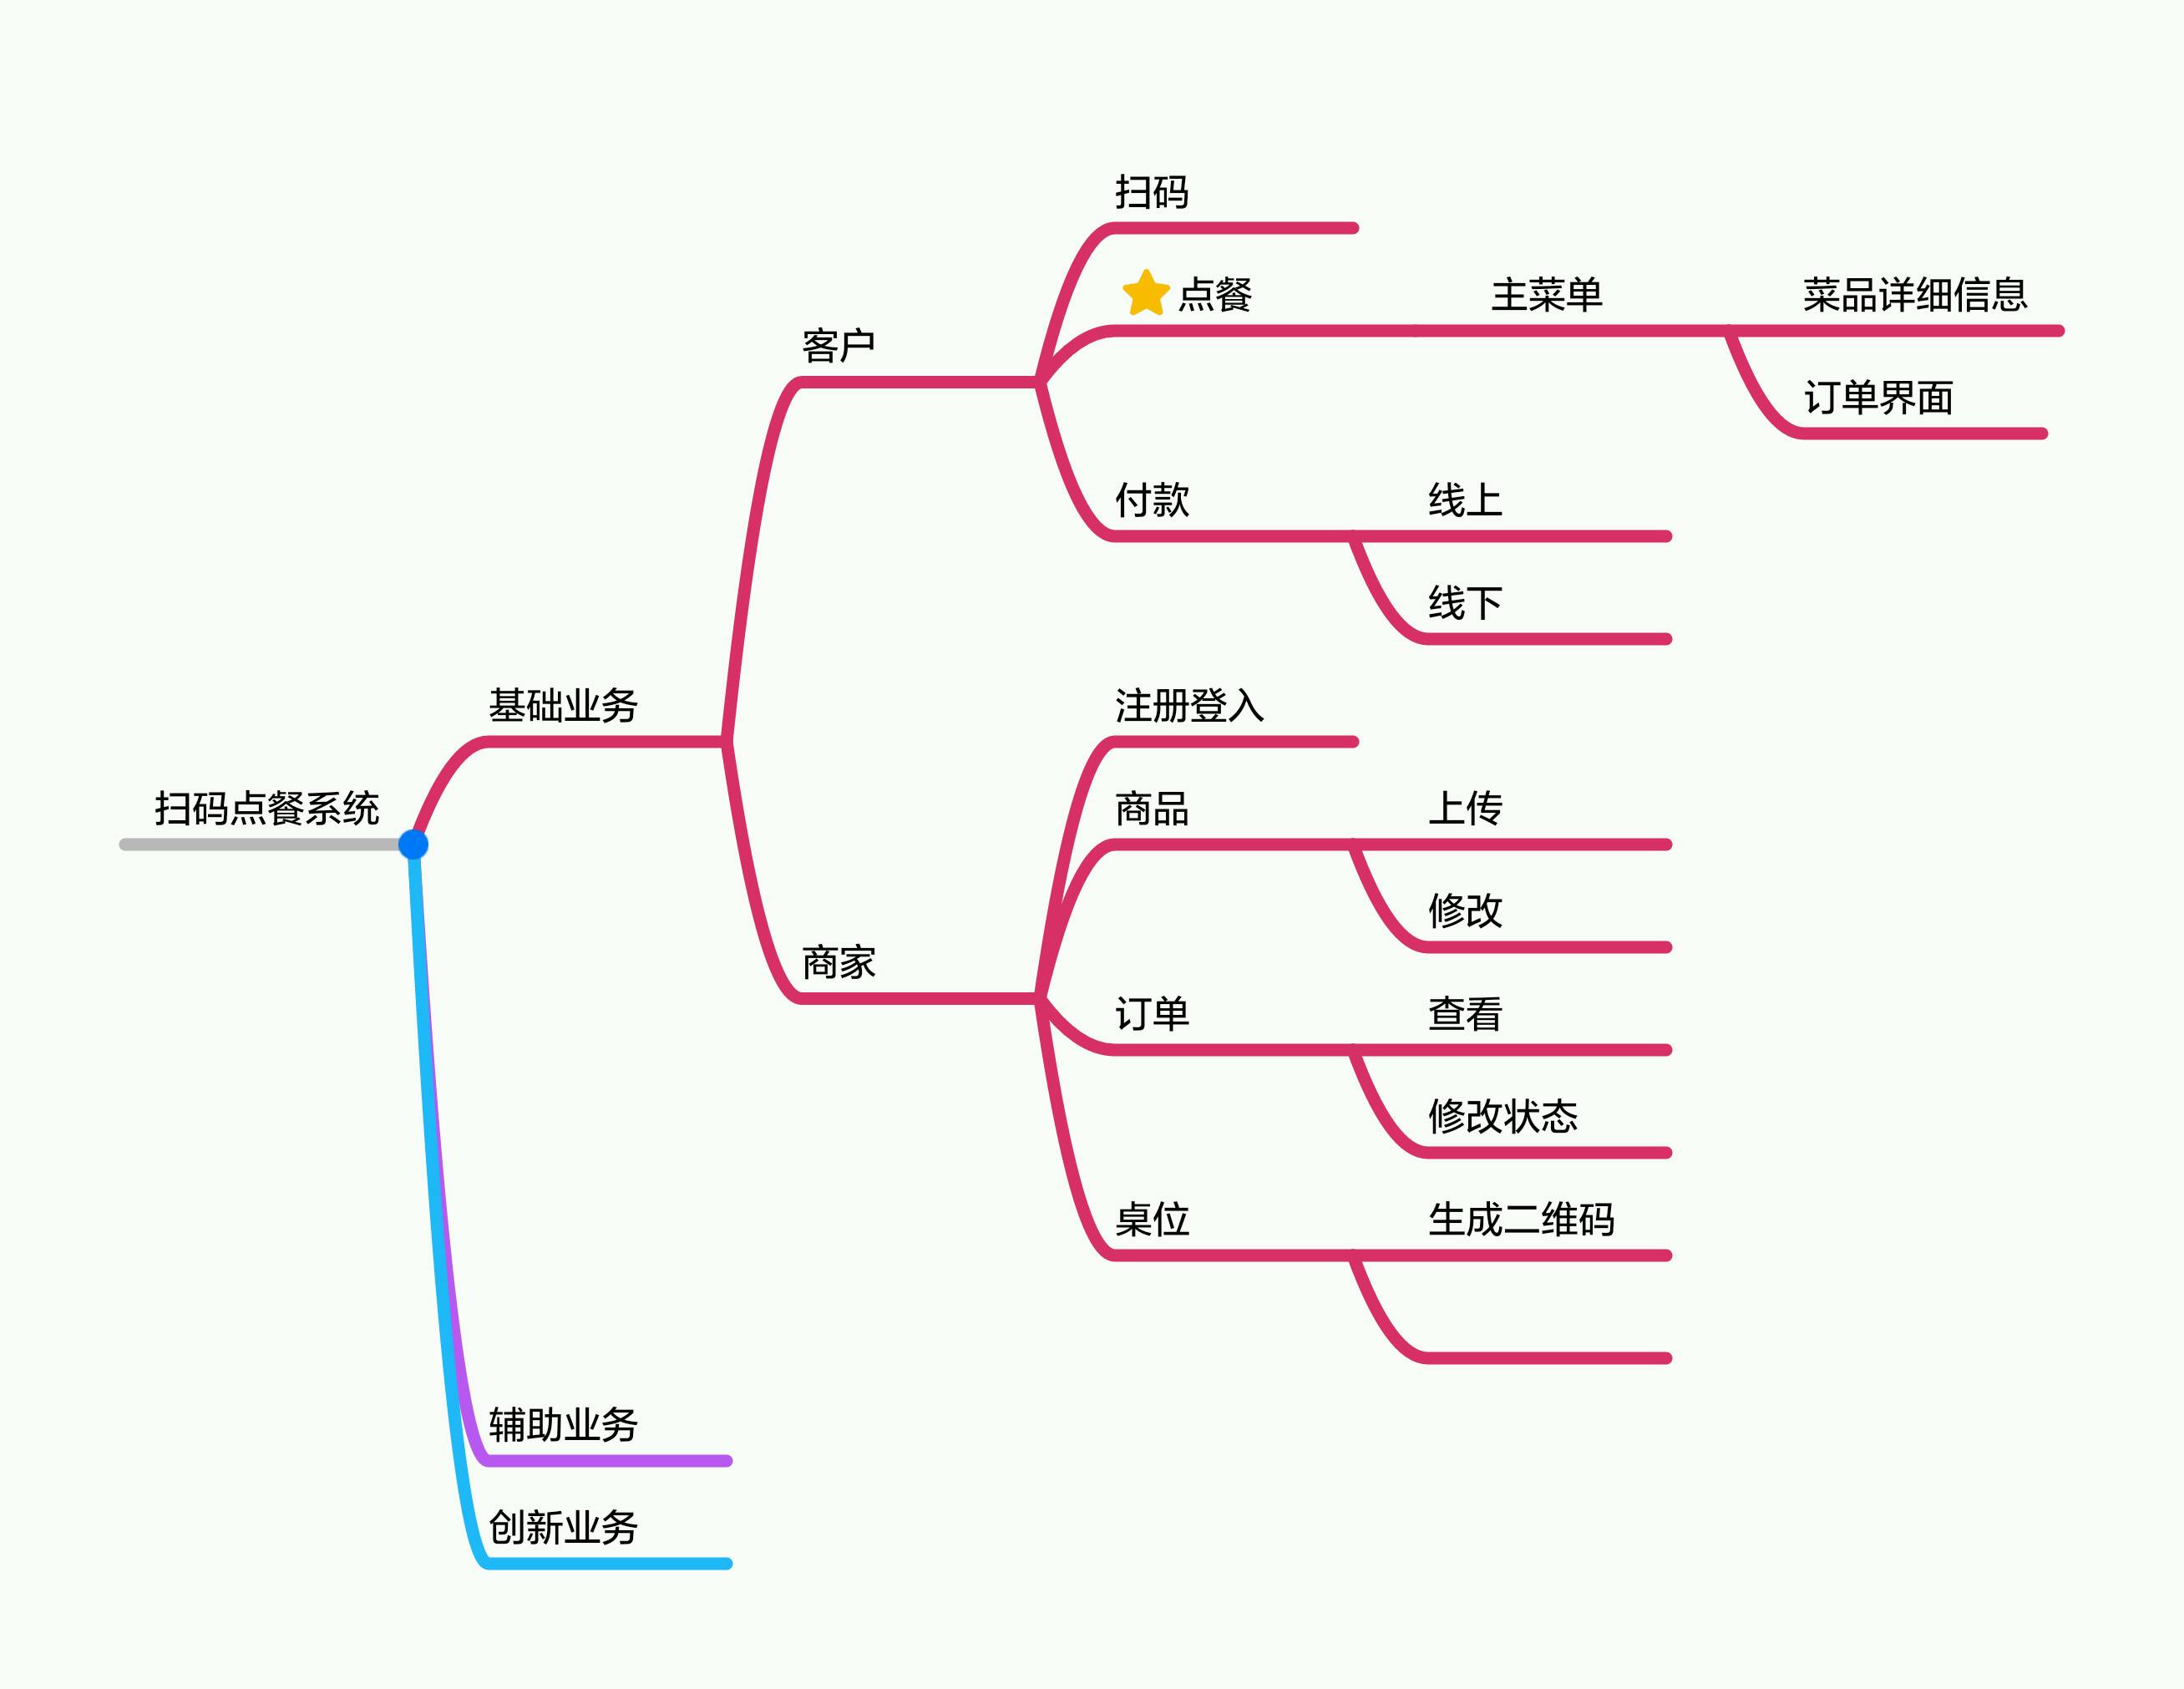 扫码
点餐
主菜单
菜品详细信息
客户
订单界面
付款
线上
线下
基础业务
注册登入
扫码点餐系统
商品
上传
修改
商家
订单
查看
修改状态
桌位
生成二维码
辅助业务
创新业务